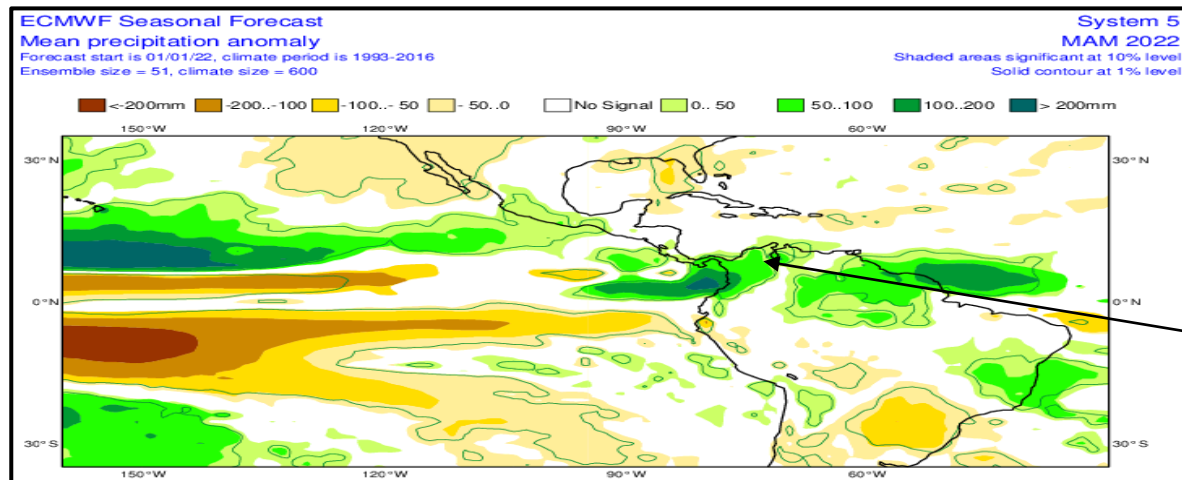 ECMWF Seasonal Forecast
System 5
Mean precipitation anomaly
MAM 2022
Forecast start is 01/01/22, climate period is 1993-2016
Shaded areas significant at 10% level
Ensemble size = 51, climate size = 600
Solid contour at 1% level
<-200mm -200..-100 -100..- 50 - 50..0 No Signal 0.. 50 50..100 100..200 > 200mm
150°W 120°W 90°W 60°W
30°N 30°N
0°N 0°N
30°S 30°S
150°W 120°W 90°W 60°W